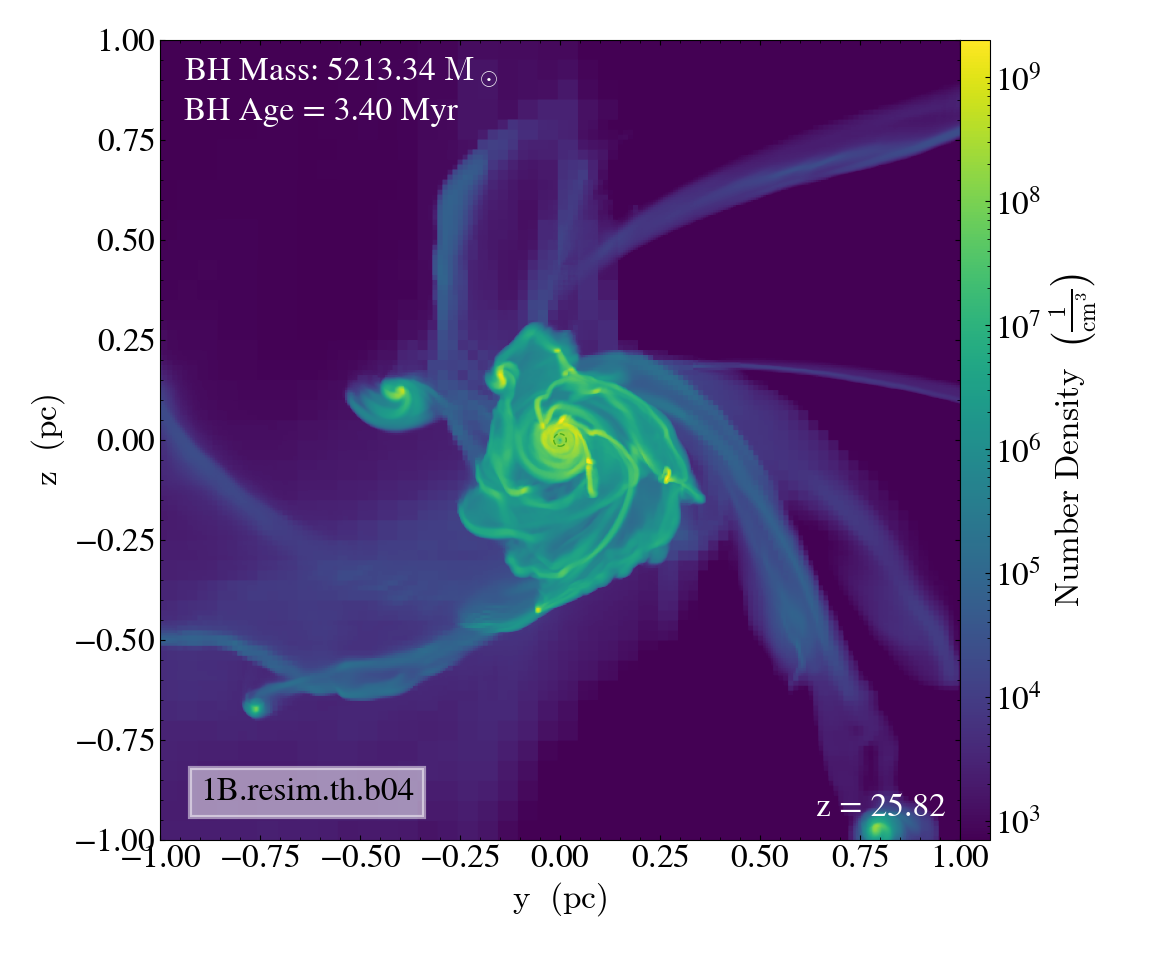 BH Mass: 5213.34 M☉
BH Age = 3.40 Myr
1.00
0.75
0.50
0.25
0.00
−0.25
−0.50
−0.75
−1.00
z (pc)
1B.resim.th.b04
z = 25.82
−1.00 −0.75 −0.50 −0.25 0.00 0.25 0.50 0.75 1.00
y (pc)
10⁹
10⁸
10⁷
10⁶
10⁵
10⁴
10³
Number Density (1/cm³)